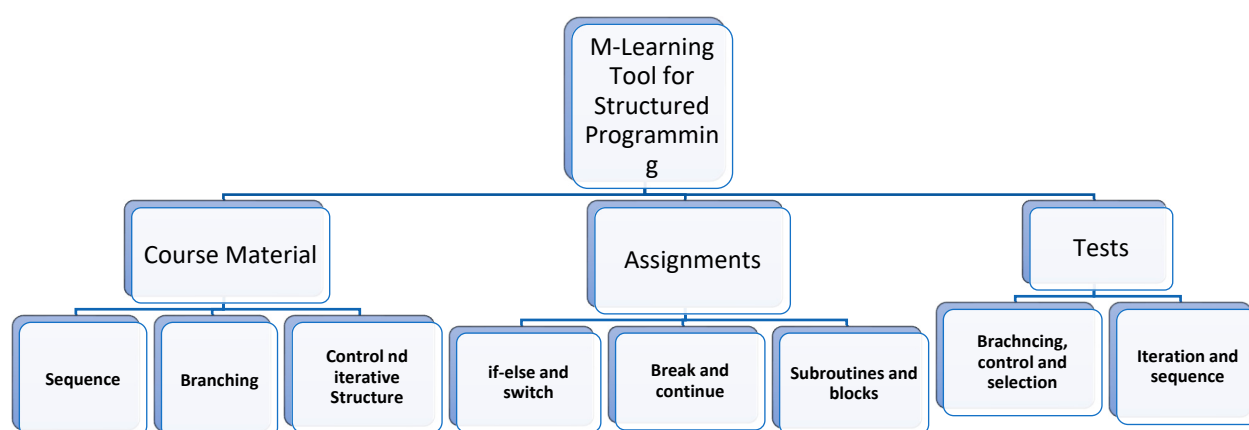 M-Learning
Tool for
Structured
Programmin
g
Course Material
Assignments
Tests
Sequence
Branching
Control nd
iterative
Structure
if-else and
switch
Break and
continue
Subroutines and
blocks
Brachncing,
control and
selection
Iteration and
sequence